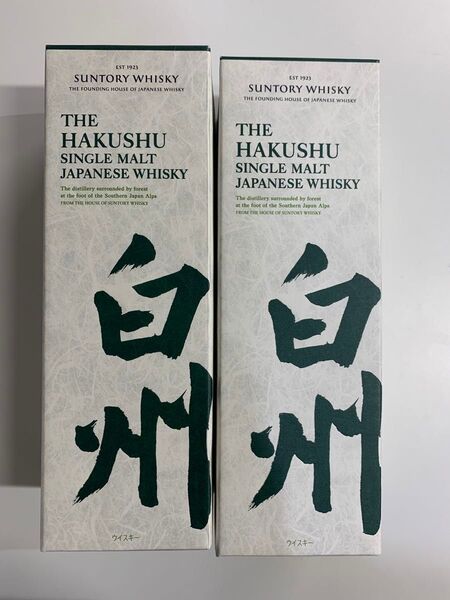 EST 1923
SUNTORY WHISKY
THE FOUNDING HOUSE OF JAPANESE WHISKY
THE
HAKUSHU
SINGLE MALT
JAPANESE WHISKY
The distillery surrounded by forest
at the foot of the Southern Japan Alps
FROM THE HOUSE OF SUNTORY WHISKY
白州
ウイスキー
EST 1923
SUNTORY WHISKY
THE FOUNDING HOUSE OF JAPANESE WHISKY
THE
HAKUSHU
SINGLE MALT
JAPANESE WHISKY
The distillery surrounded by forest
at the foot of the Southern Japan Alps
FROM THE HOUSE OF SUNTORY WHISKY
白州
ウイスキー